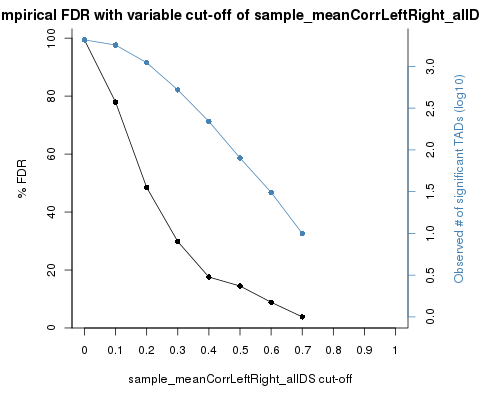 mpirical FDR with variable cut-off of sample_meanCorrLeftRight_allD
% FDR
100
80
60
40
20
0
0 0.1 0.2 0.3 0.4 0.5 0.6 0.7 0.8 0.9 1
sample_meanCorrLeftRight_allDS cut-off
3.0
2.5
2.0
1.5
1.0
0.5
0.0
Observed # of significant TADs (log10)